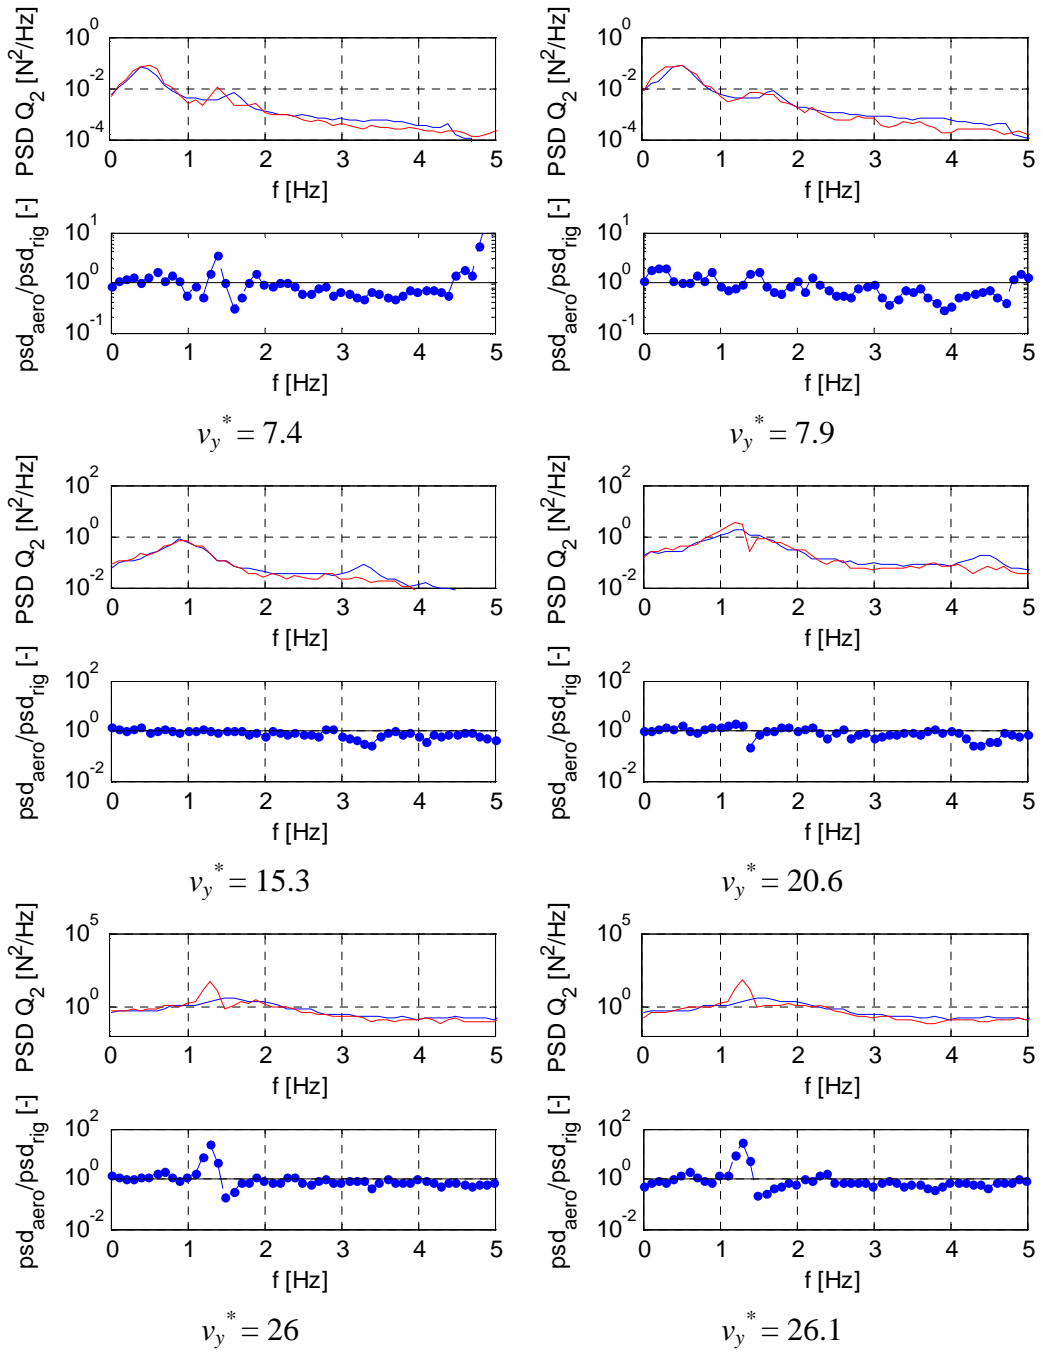 PSD Q2 [N^2/Hz]
10^0
10^-2
10^-4
0 1 2 3 4 5
f [Hz]
psd_aero/psd_rig [-]
10^1
10^0
10^-1
0 1 2 3 4 5
f [Hz]
v_y^* = 7.4
PSD Q2 [N^2/Hz]
10^0
10^-2
10^-4
0 1 2 3 4 5
f [Hz]
psd_aero/psd_rig [-]
10^1
10^0
10^-1
0 1 2 3 4 5
f [Hz]
v_y^* = 7.9
PSD Q2 [N^2/Hz]
10^2
10^0
10^-2
0 1 2 3 4 5
f [Hz]
psd_aero/psd_rig [-]
10^2
10^0
10^-2
0 1 2 3 4 5
f [Hz]
v_y^* = 15.3
PSD Q2 [N^2/Hz]
10^2
10^0
10^-2
0 1 2 3 4 5
f [Hz]
psd_aero/psd_rig [-]
10^2
10^0
10^-2
0 1 2 3 4 5
f [Hz]
v_y^* = 20.6
PSD Q2 [N^2/Hz]
10^5
10^0
0 1 2 3 4 5
f [Hz]
psd_aero/psd_rig [-]
10^2
10^0
10^-2
0 1 2 3 4 5
f [Hz]
v_y^* = 26
PSD Q2 [N^2/Hz]
10^5
10^0
0 1 2 3 4 5
f [Hz]
psd_aero/psd_rig [-]
10^2
10^0
10^-2
0 1 2 3 4 5
f [Hz]
v_y^* = 26.1